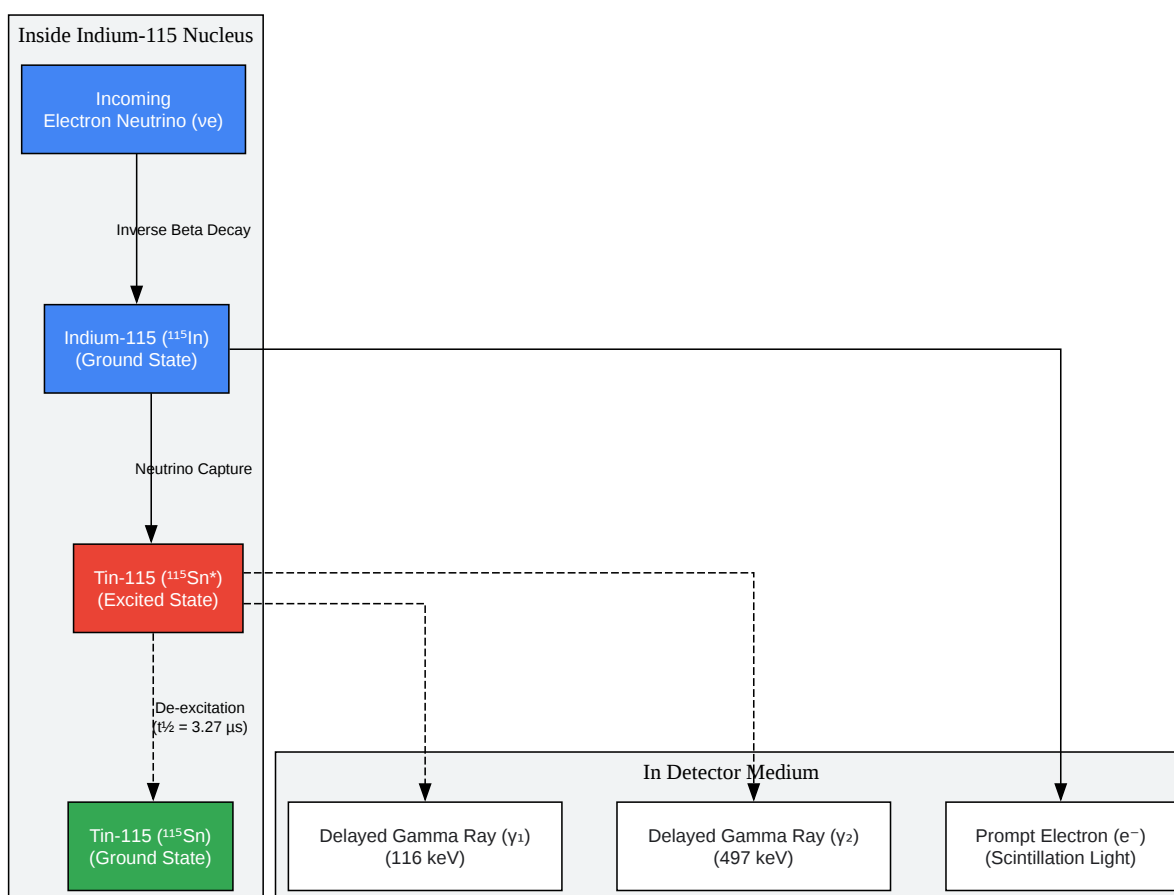 Inside Indium-115 Nucleus
Incoming
Electron Neutrino (νe)
Inverse Beta Decay
Indium-115 (¹¹⁵In)
(Ground State)
Neutrino Capture
Tin-115 (¹¹⁵Sn*)
(Excited State)
De-excitation
(t½ = 3.27 µs)
In Detector Medium
Tin-115 (¹¹⁵Sn)
(Ground State)
Delayed Gamma Ray (γ₁)
(116 keV)
Delayed Gamma Ray (γ₂)
(497 keV)
Prompt Electron (e⁻)
(Scintillation Light)